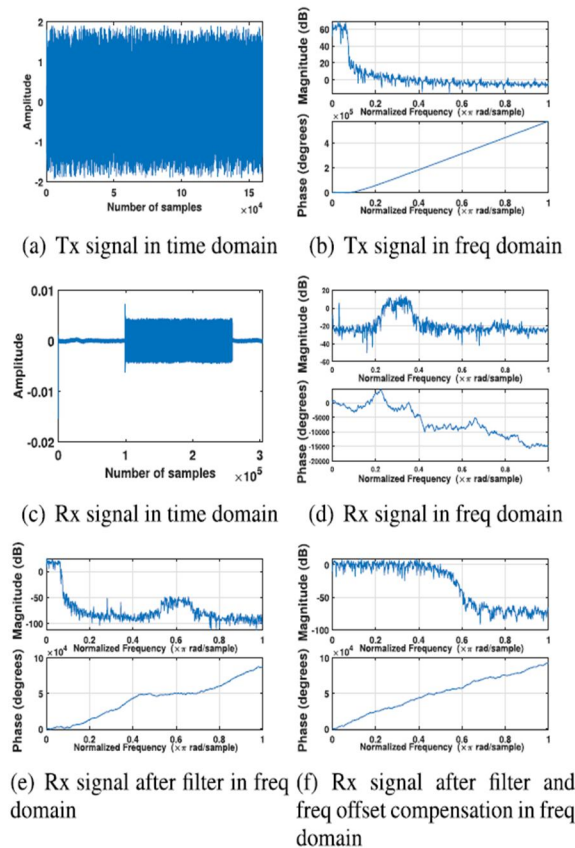 2
1
0
-1
-2
Amplitude
0 5 10 15
Number of samples ×10⁴
(a) Tx signal in time domain
60
40
20
0
Magnitude (dB)
0 0.2 0.4 0.6 0.8 1
Normalized Frequency (×π rad/sample)
×10⁵
4
2
0
Phase (degrees)
0 0.2 0.4 0.6 0.8 1
Normalized Frequency (×π rad/sample)
(b) Tx signal in freq domain
0.01
0
-0.01
-0.02
Amplitude
0 1 2 3
Number of samples ×10⁵
(c) Rx signal in time domain
20
0
-20
-40
-60
Magnitude (dB)
0 0.2 0.4 0.6 0.8 1
Normalized Frequency (×π rad/sample)
0
-5000
-10000
-15000
-20000
Phase (degrees)
0 0.2 0.4 0.6 0.8 1
Normalized Frequency (×π rad/sample)
(d) Rx signal in freq domain
0
-50
-100
Magnitude (dB)
0 0.2 0.4 0.6 0.8 1
Normalized Frequency (×π rad/sample)
×10⁴
10
5
0
Phase (degrees)
0 0.2 0.4 0.6 0.8 1
Normalized Frequency (×π rad/sample)
(e) Rx signal after filter in freq
domain
0
-50
-100
Magnitude (dB)
0 0.2 0.4 0.6 0.8 1
Normalized Frequency (×π rad/sample)
×10⁴
10
5
0
Phase (degrees)
0 0.2 0.4 0.6 0.8 1
Normalized Frequency (×π rad/sample)
(f) Rx signal after filter and
freq offset compensation in freq
domain